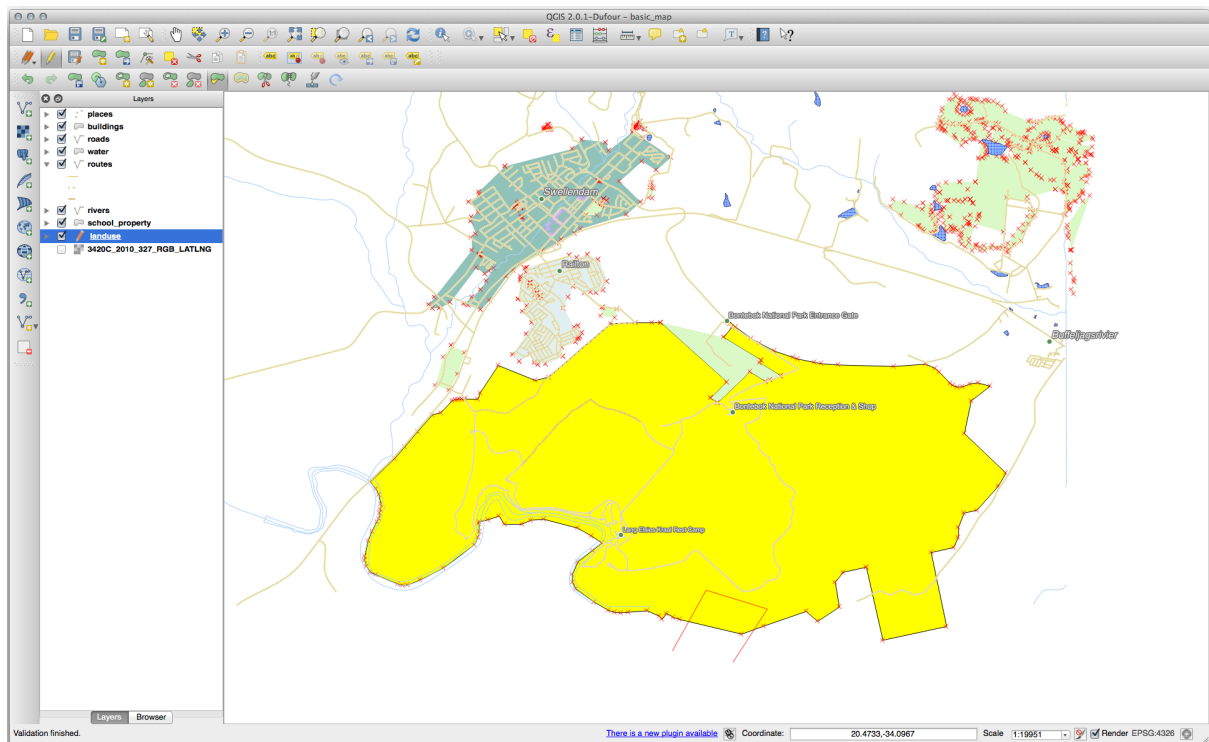 QGIS 2.0.1-Dufour - basic_map
Layers
places
buildings
roads
water
routes
rivers
school_property
landuse
3420C_2010_327_RGB_LATLNG
Swellendam
Railton
Bontebok National Park Entrance Gate
Buffeljagsrivier
Bontebok National Park Reception & Shop
Lang Elsies Kraal Rest Camp
Layers Browser
Validation finished. There is a new plugin available Coordinate: 20.4733,-34.0967 Scale 1:19951 Render EPSG:4326